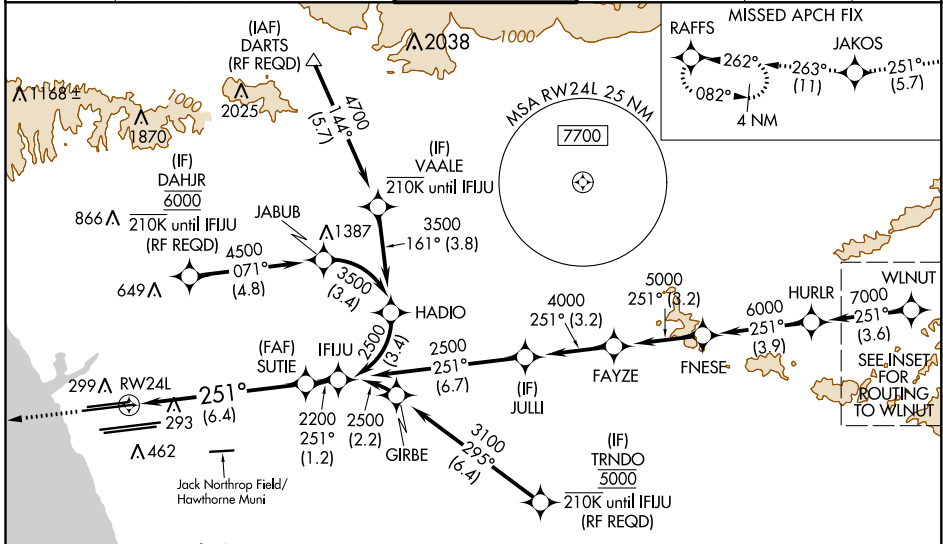 MISSED APCH FIX
RAFFS
JAKOS
262°
263°
(11)
251°
(5.7)
082°
4 NM
(IAF)
DARTS
(RF REQD)
2038
1000
1168 ±
1000
1870
2025
4700
144°
(5.7)
MSA RW24L 25 NM
7700
(IF)
VAALE
210K until IFIJU
(IF)
DAHJR
6000
210K until IFIJU
(RF REQD)
866
JABUB
1387
3500
161° (3.8)
649
4500
071°
(4.8)
3500
(3.4)
HADIO
2500
(3.4)
4000
251° (3.2)
5000
251° (3.2)
HURLR
WLNUT
6000
251°
(3.9)
7000
251°
(3.6)
SEE INSET
FOR
ROUTING
TO WLNUT
FNESE
FAYZE
(IF)
JULLI
2500
251°
(6.7)
(FAF)
SUTIE
IFIJU
299
RW24L
251°
(6.4)
293
462
2200
251°
(1.2)
2500
(2.2)
GIRBE
3100
295°
(6.4)
(IF)
TRNDO
5000
210K until IFIJU
(RF REQD)
Jack Northrop Field/
Hawthorne Muni